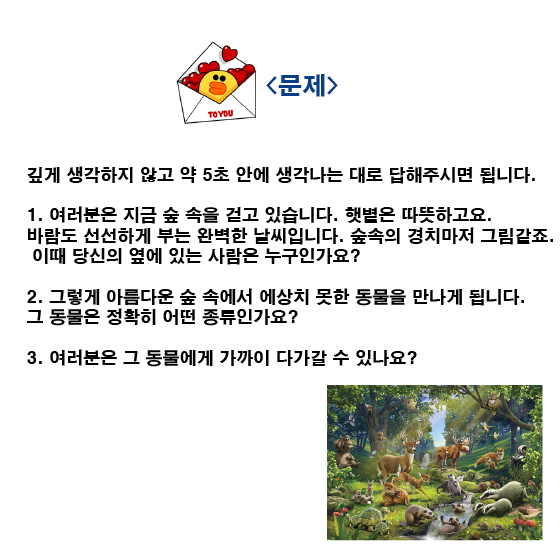 TO YOU
<문제>
깊게 생각하지 않고 약 5초 안에 생각나는 대로 답해주시면 됩니다.
1. 여러분은 지금 숲 속을 걷고 있습니다. 햇볕은 따뜻하고요.
바람도 선선하게 부는 완벽한 날씨입니다. 숲속의 경치마저 그림같죠.
이때 당신의 옆에 있는 사람은 누구인가요?
2. 그렇게 아름다운 숲 속에서 예상치 못한 동물을 만나게 됩니다.
그 동물은 정확히 어떤 종류인가요?
3. 여러분은 그 동물에게 가까이 다가갈 수 있나요?